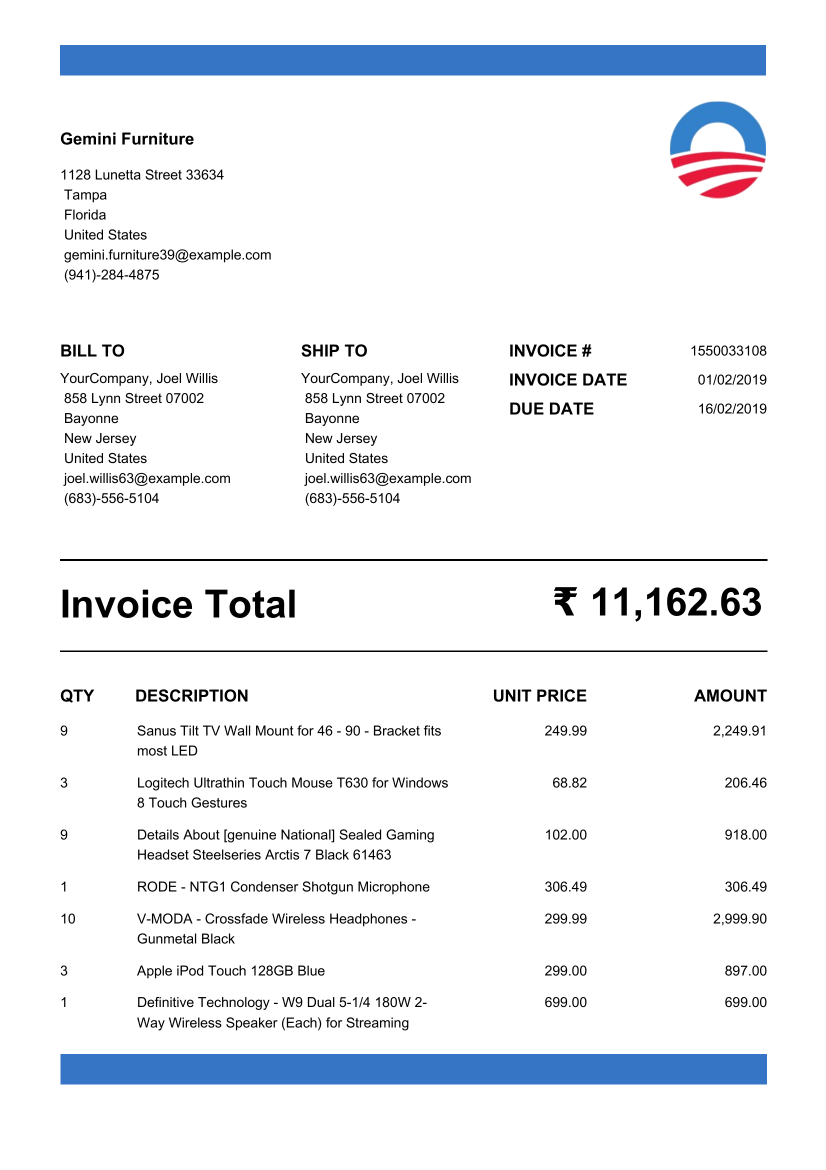 Gemini Furniture
1128 Lunetta Street 33634
Tampa
Florida
United States
gemini.furniture39@example.com
(941)-284-4875
BILL TO
YourCompany, Joel Willis
858 Lynn Street 07002
Bayonne
New Jersey
United States
joel.willis63@example.com
(683)-556-5104
SHIP TO
YourCompany, Joel Willis
858 Lynn Street 07002
Bayonne
New Jersey
United States
joel.willis63@example.com
(683)-556-5104
INVOICE # 1550033108
INVOICE DATE 01/02/2019
DUE DATE 16/02/2019
Invoice Total ₹ 11,162.63
QTY DESCRIPTION UNIT PRICE AMOUNT
9 Sanus Tilt TV Wall Mount for 46 - 90 - Bracket fits 249.99 2,249.91
most LED
3 Logitech Ultrathin Touch Mouse T630 for Windows 68.82 206.46
8 Touch Gestures
9 Details About [genuine National] Sealed Gaming 102.00 918.00
Headset Steelseries Arctis 7 Black 61463
1 RODE - NTG1 Condenser Shotgun Microphone 306.49 306.49
10 V-MODA - Crossfade Wireless Headphones - 299.99 2,999.90
Gunmetal Black
3 Apple iPod Touch 128GB Blue 299.00 897.00
1 Definitive Technology - W9 Dual 5-1/4 180W 2- 699.00 699.00
Way Wireless Speaker (Each) for Streaming